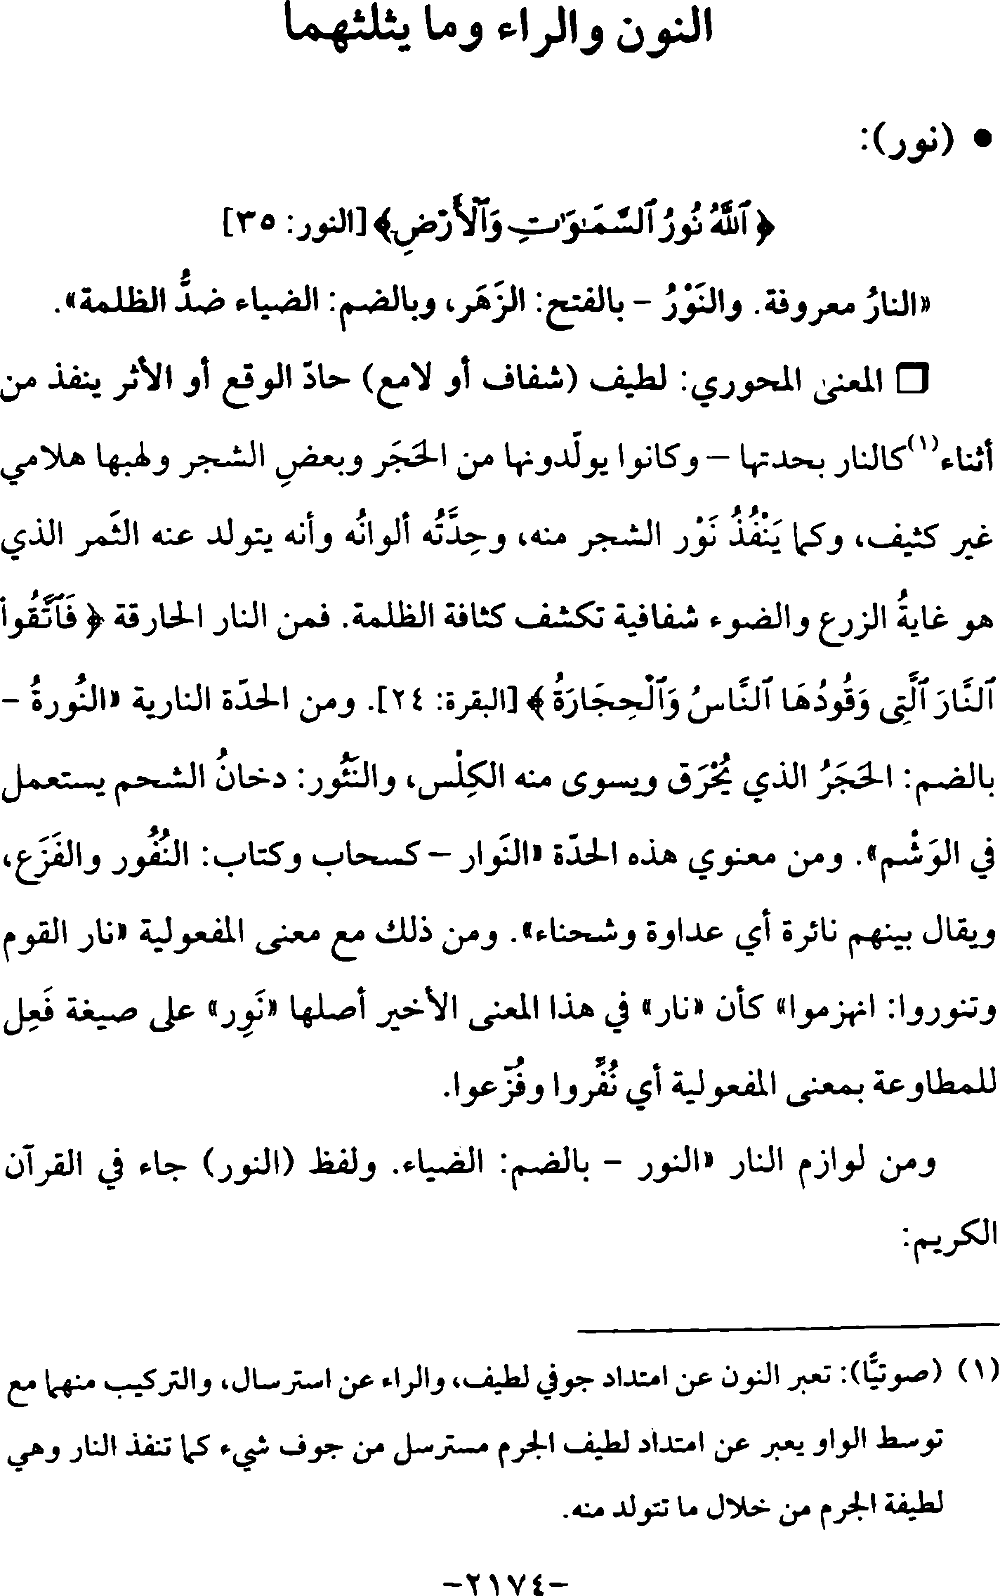 النون والراء وما يثلثهما
• (نور):
﴿ ٱللَّهُ نُورُ ٱلسَّمَٰوَٰتِ وَٱلْأَرْضِ﴾ [النور: ٣٥]
«النارُ معروفة. والنَوْرُ - بالفتح: الزَهَر، وبالضم: الضياء ضدُّ الظلمة».
□ المعنى المحوري: لطيف (شفاف أو لامع) حادّ الوقع أو الأثر ينفذ من
أثناء(١) كالنار بحدتها – وكانوا يولّدونها من الحَجَر وبعضِ الشجر ولهبها هلامي
غير كثيف، وكما يَنْفُذُ نَوْر الشجر منه، وحِدَّتُه ألوانُه وأنه يتولد عنه الثَمر الذي
هو غايةُ الزرع والضوء شفافية تكشف كثافة الظلمة. فمن النار الحارقة ﴿ فَٱتَّقُوا۟
ٱلنَّارَ ٱلَّتِى وَقُودُهَا ٱلنَّاسُ وَٱلْحِجَارَةُ ﴾ [البقرة: ٢٤]. ومن الحدّة النارية «النُورةُ -
بالضم: الحَجَرُ الذي يُحْرَق ويسوى منه الكِلْس، والنَئُور: دخانُ الشحم يستعمل
في الوَشْم». ومن معنوي هذه الحدّة «النَوار – كسحاب وكتاب: النُفُور والفَزَع،
ويقال بينهم نائرة أي عداوة وشحناء». ومن ذلك مع معنى المفعولية «نار القوم
وتنوروا: انهزموا» كأن «نار» في هذا المعنى الأخير أصلها «نَوِر» على صيغة فَعِل
للمطاوعة بمعنى المفعولية أي نُفِّروا وفُزّعوا.
ومن لوازم النار «النور - بالضم: الضياء. ولفظ (النور) جاء في القرآن
الكريم:
(١) (صوتيًّا): تعبر النون عن امتداد جوفي لطيف، والراء عن استرسال، والتركيب منهما مع
توسط الواو يعبر عن امتداد لطيف الجرم مسترسل من جوف شيء كما تنفذ النار وهي
لطيفة الجرم من خلال ما تتولد منه.
-٢١٧٤-